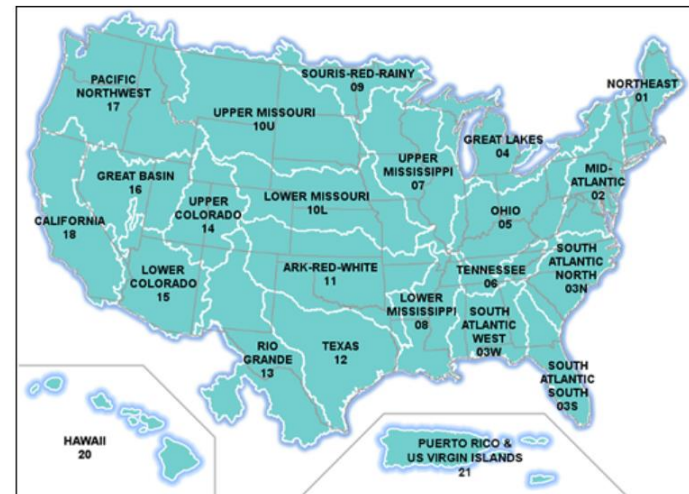 NORTHEAST
01
SOURIS-RED-RAINY
09
PACIFIC
NORTHWEST
17
UPPER MISSOURI
10U
GREAT LAKES
04
UPPER
MISSISSIPPI
07
MID-
ATLANTIC
02
GREAT BASIN
16
UPPER
COLORADO
14
LOWER MISSOURI
10L
OHIO
05
CALIFORNIA
18
LOWER
COLORADO
15
ARK-RED-WHITE
11
TENNESSEE
06
SOUTH
ATLANTIC
NORTH
03N
LOWER
MISSISSIPPI
08
SOUTH
ATLANTIC
WEST
03W
RIO
GRANDE
13
TEXAS
12
SOUTH
ATLANTIC
SOUTH
03S
HAWAII
20
PUERTO RICO &
US VIRGIN ISLANDS
21